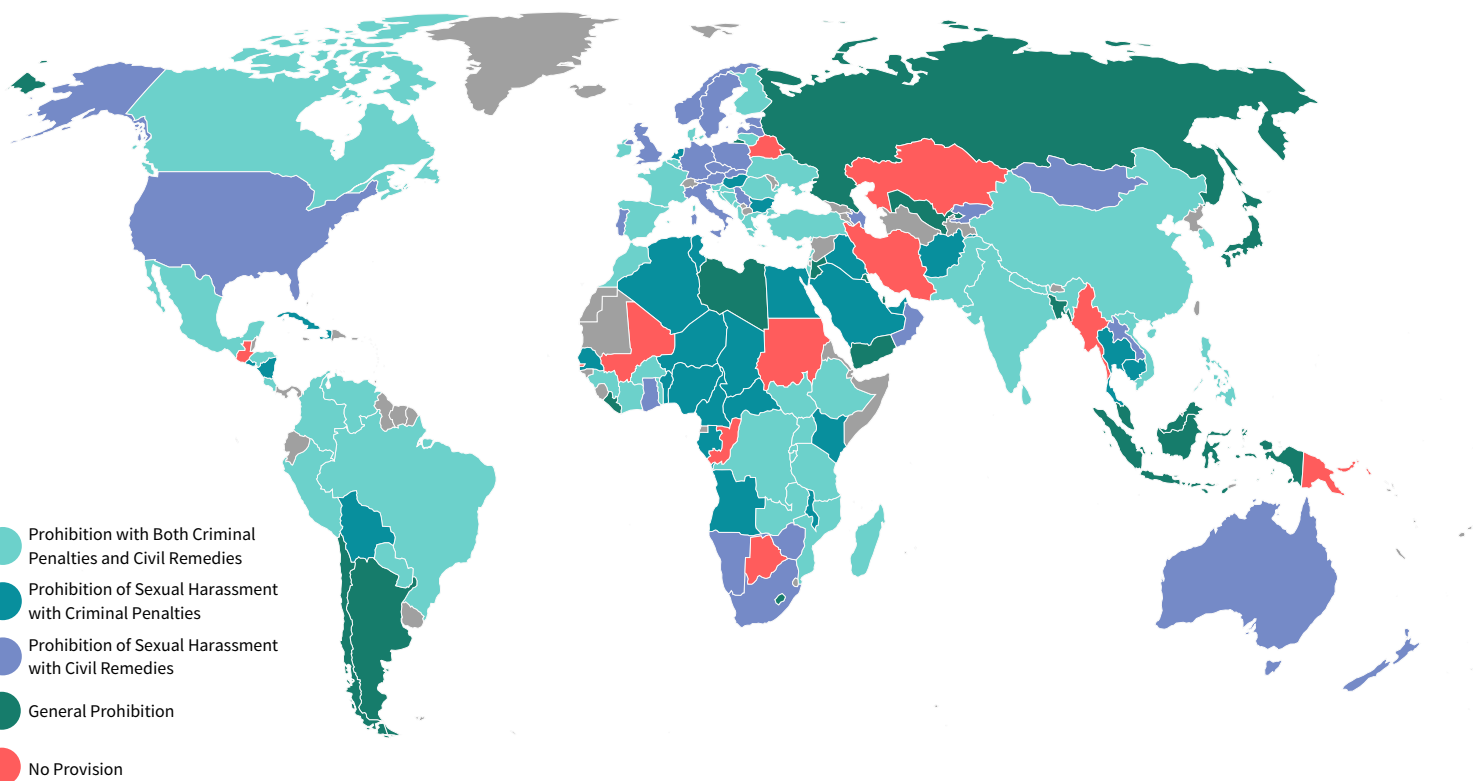 Prohibition with Both Criminal
Penalties and Civil Remedies
Prohibition of Sexual Harassment
with Criminal Penalties
Prohibition of Sexual Harassment
with Civil Remedies
General Prohibition
No Provision